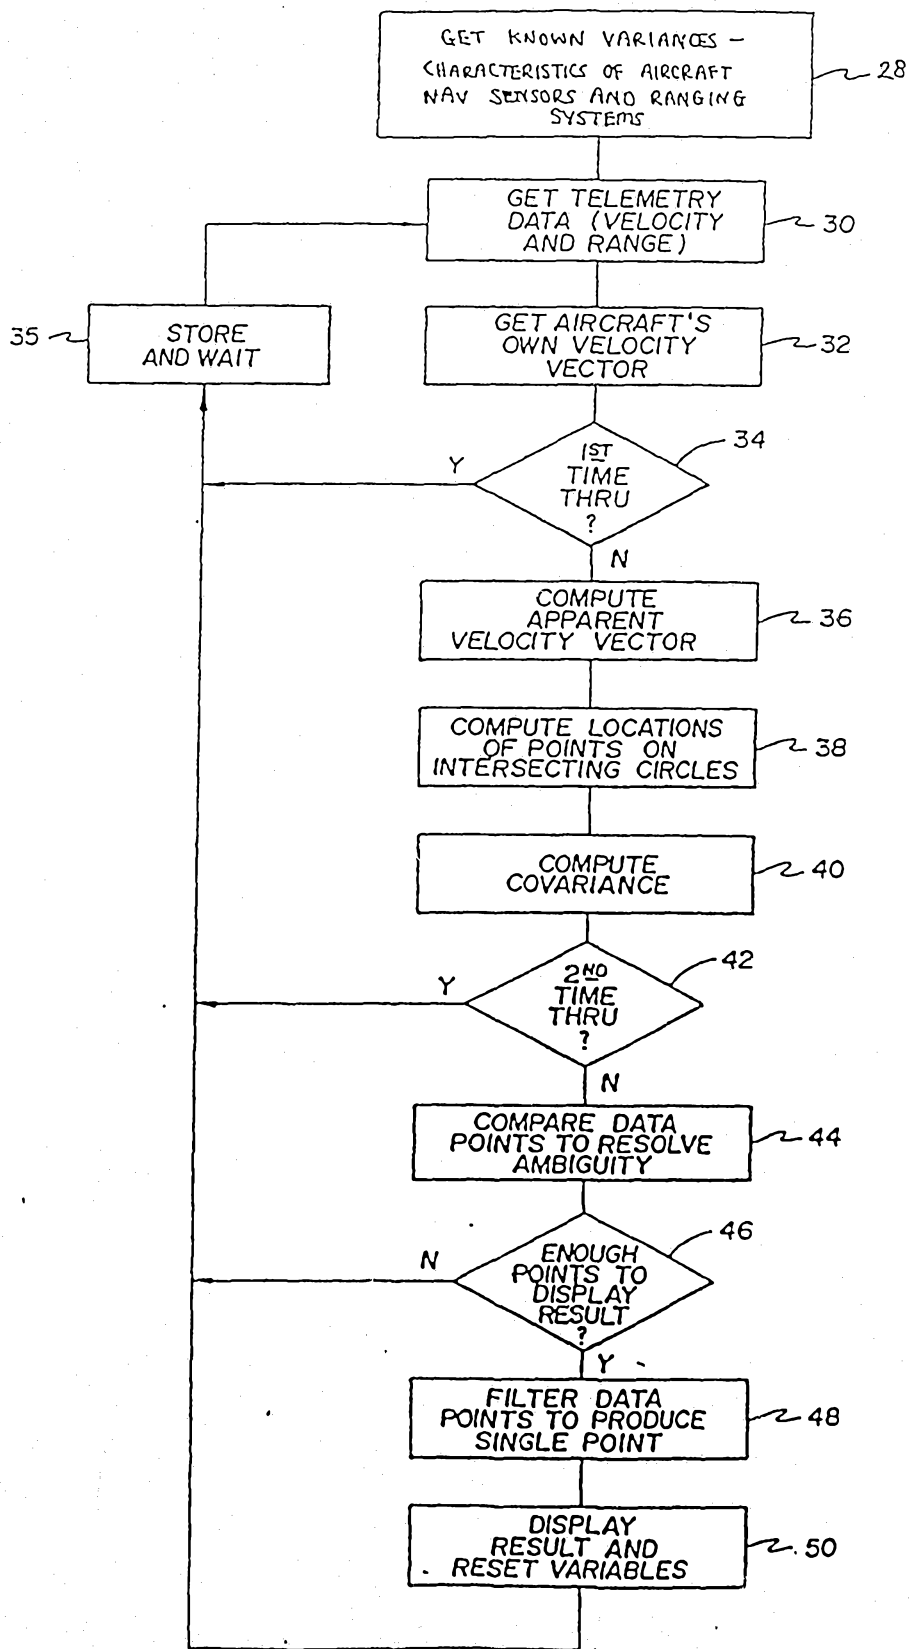 GET KNOWN VARIANCES -
CHARACTERISTICS OF AIRCRAFT
NAV SENSORS AND RANGING
SYSTEMS
28
GET TELEMETRY
DATA (VELOCITY
AND RANGE)
30
35
STORE
AND WAIT
GET AIRCRAFT'S
OWN VELOCITY
VECTOR
32
34
Y
1ST
TIME
THRU
?
N
COMPUTE
APPARENT
VELOCITY VECTOR
36
COMPUTE LOCATIONS
OF POINTS ON
INTERSECTING CIRCLES
38
COMPUTE
COVARIANCE
40
42
Y
2ND
TIME
THRU
?
N
COMPARE DATA
POINTS TO RESOLVE
AMBIGUITY
44
46
N
ENOUGH
POINTS TO
DISPLAY
RESULT
?
Y
FILTER DATA
POINTS TO PRODUCE
SINGLE POINT
48
DISPLAY
RESULT AND
RESET VARIABLES
50